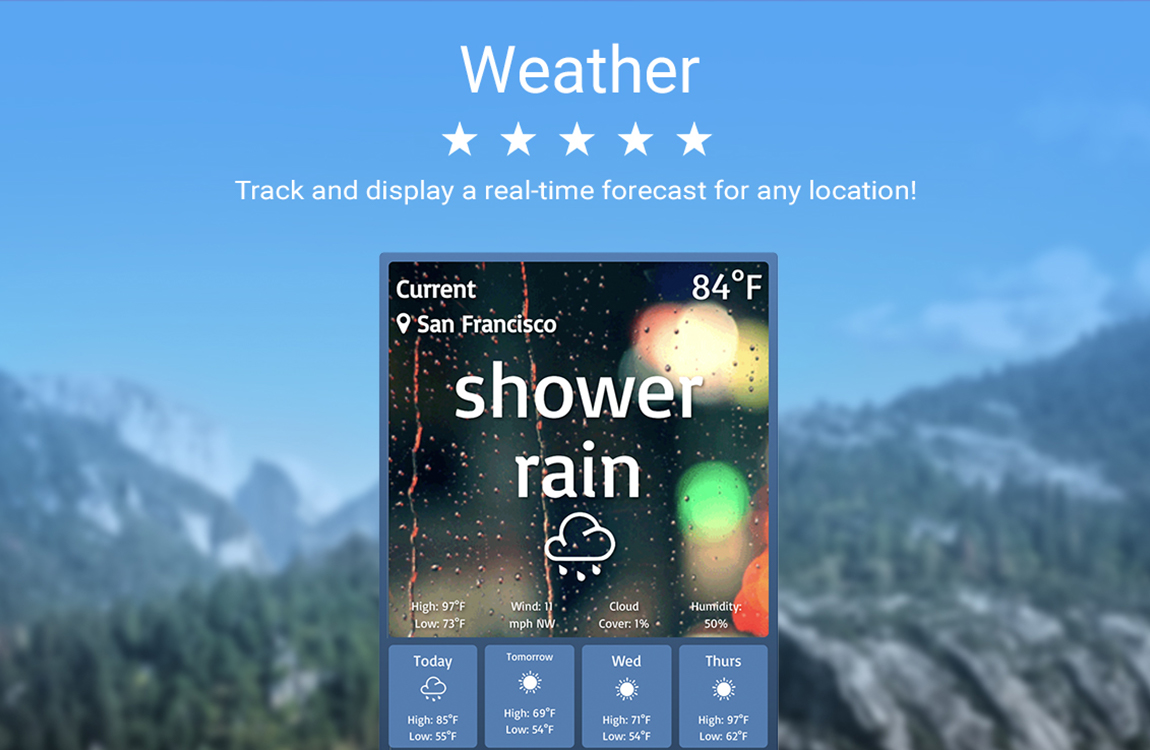 Weather
Track and display a real-time forecast for any location!
Current
84°F
San Francisco
shower
rain
High: 97°F
Low: 73°F
Wind: 11
mph NW
Cloud
Cover: 1%
Humidity:
50%
Today
High: 85°F
Low: 55°F
Tomorrow
High: 69°F
Low: 54°F
Wed
High: 71°F
Low: 54°F
Thurs
High: 97°F
Low: 62°F